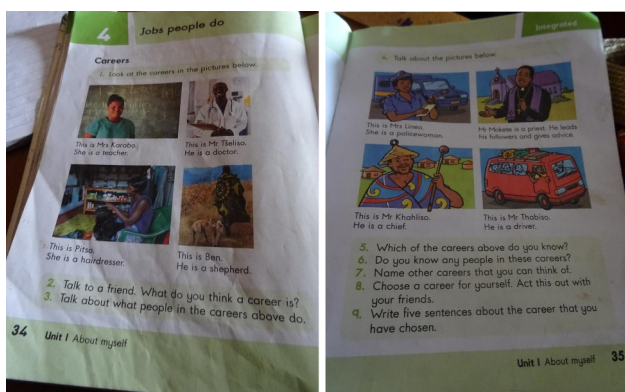 4
Jobs people do
Careers
1. Look at the careers in the pictures below.
This is Mrs Karabo.
She is a teacher.
This is Mr Tšeliso.
He is a doctor.
This is Pitso.
She is a hairdresser.
This is Ben.
He is a shepherd.
2. Talk to a friend. What do you think a career is?
3. Talk about what people in the careers above do.
34
Unit 1 About myself
Integrated
4. Talk about the pictures below.
This is Mrs Lineo.
She is a policewoman.
Mr Mokete is a priest. He leads
his followers and gives advice.
This is Mr Khahliso.
He is a chief.
This is Mr Thabiso.
He is a driver.
5. Which of the careers above do you know?
6. Do you know any people in these careers?
7. Name other careers that you can think of.
8. Choose a career for yourself. Act this out with
your friends.
9. Write five sentences about the career that you
have chosen.
Unit 1 About myself
35